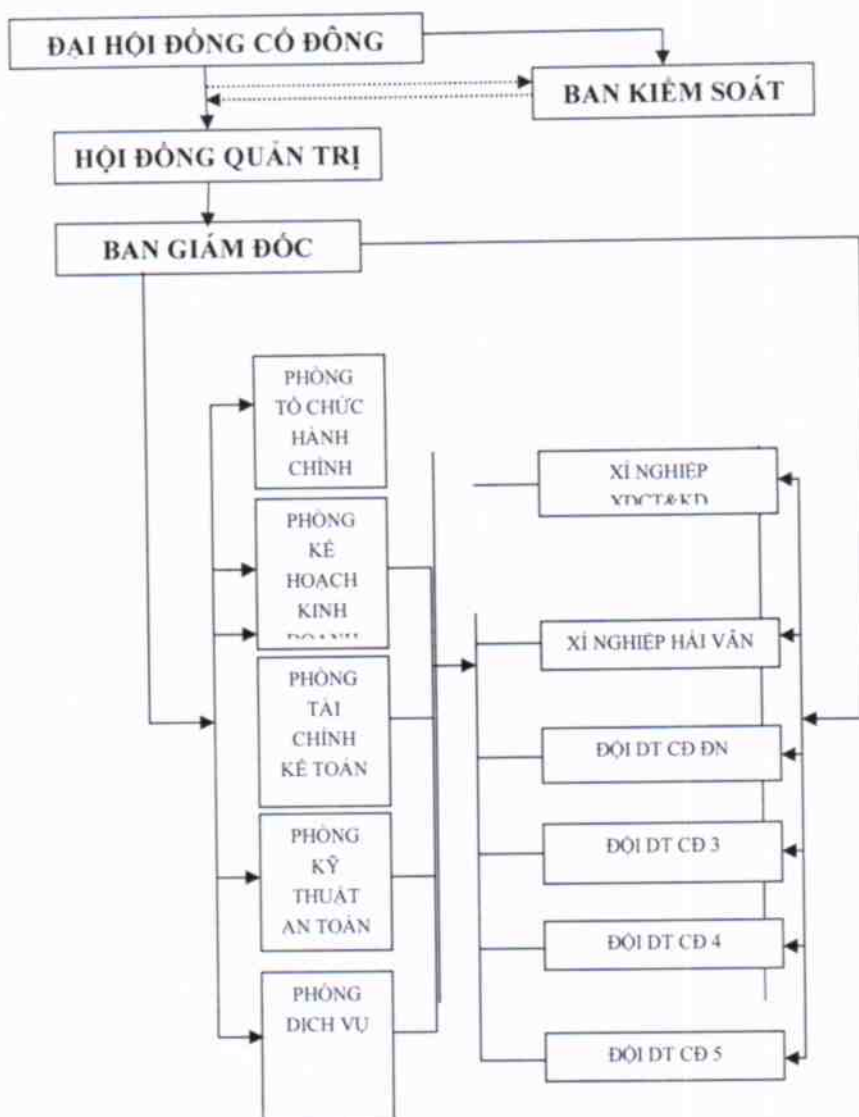 ĐẠI HỘI ĐỒNG CỔ ĐÔNG
BAN KIỂM SOÁT
HỘI ĐỒNG QUẢN TRỊ
BAN GIÁM ĐỐC
PHÒNG
TỔ CHỨC
HÀNH
CHÍNH
PHÒNG
KẾ
HOẠCH
KINH
DOANH
PHÒNG
TÀI
CHÍNH
KẾ TOÁN
PHÒNG
KỸ
THUẬT
AN TOÀN
PHÒNG
DỊCH VỤ
XÍ NGHIỆP
XDCT&KD
XÍ NGHIỆP HẢI VÂN
ĐỘI DT CĐ ĐN
ĐỘI DT CĐ 3
ĐỘI DT CĐ 4
ĐỘI DT CĐ 5